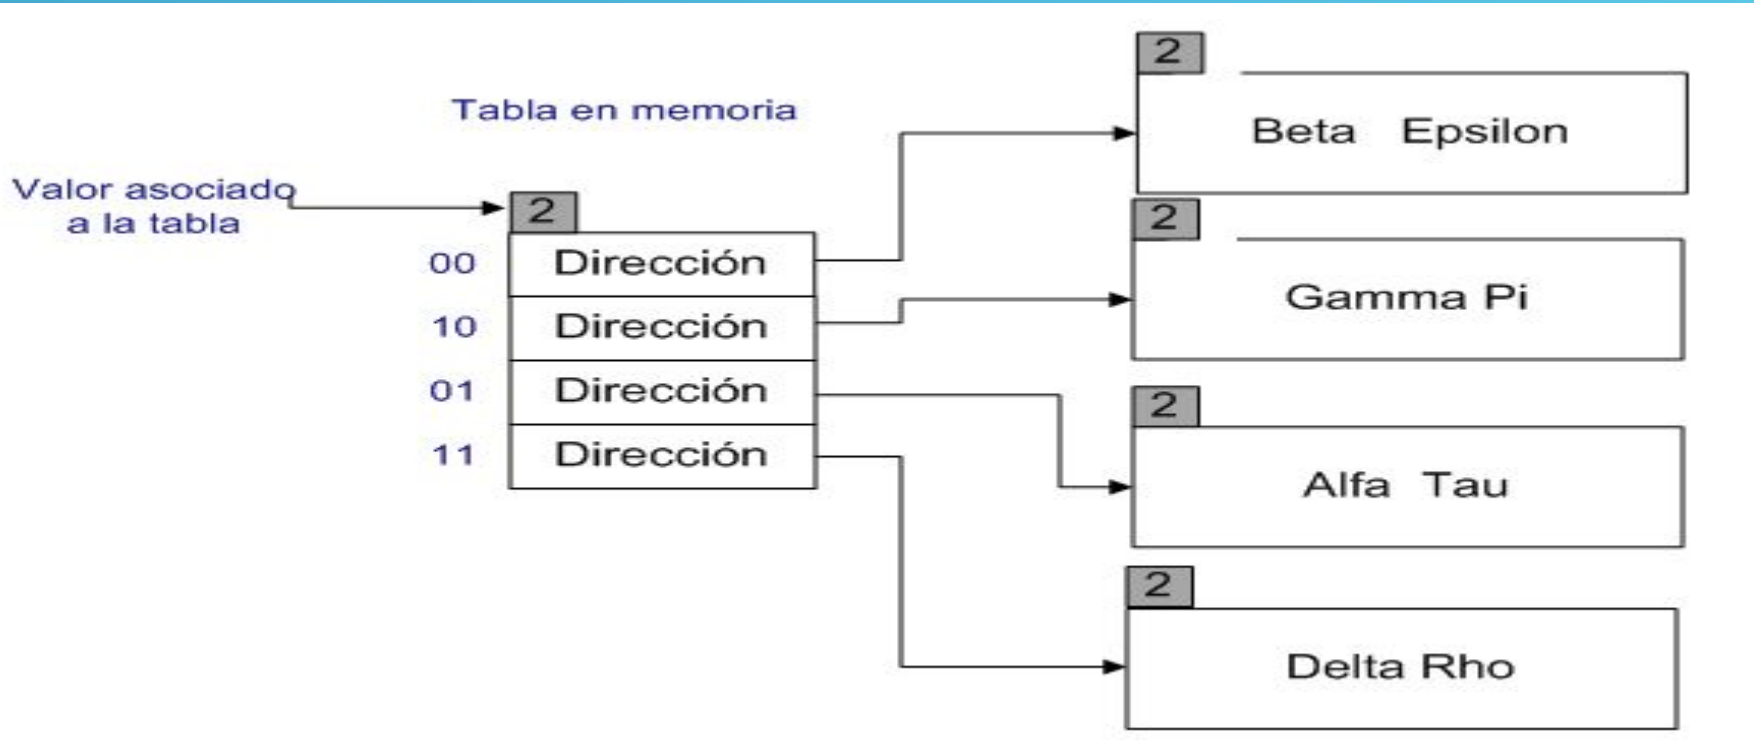 Tabla en memoria
Valor asociado
a la tabla
2
00 Dirección
10 Dirección
01 Dirección
11 Dirección
2
Beta Epsilon
2
Gamma Pi
2
Alfa Tau
2
Delta Rho